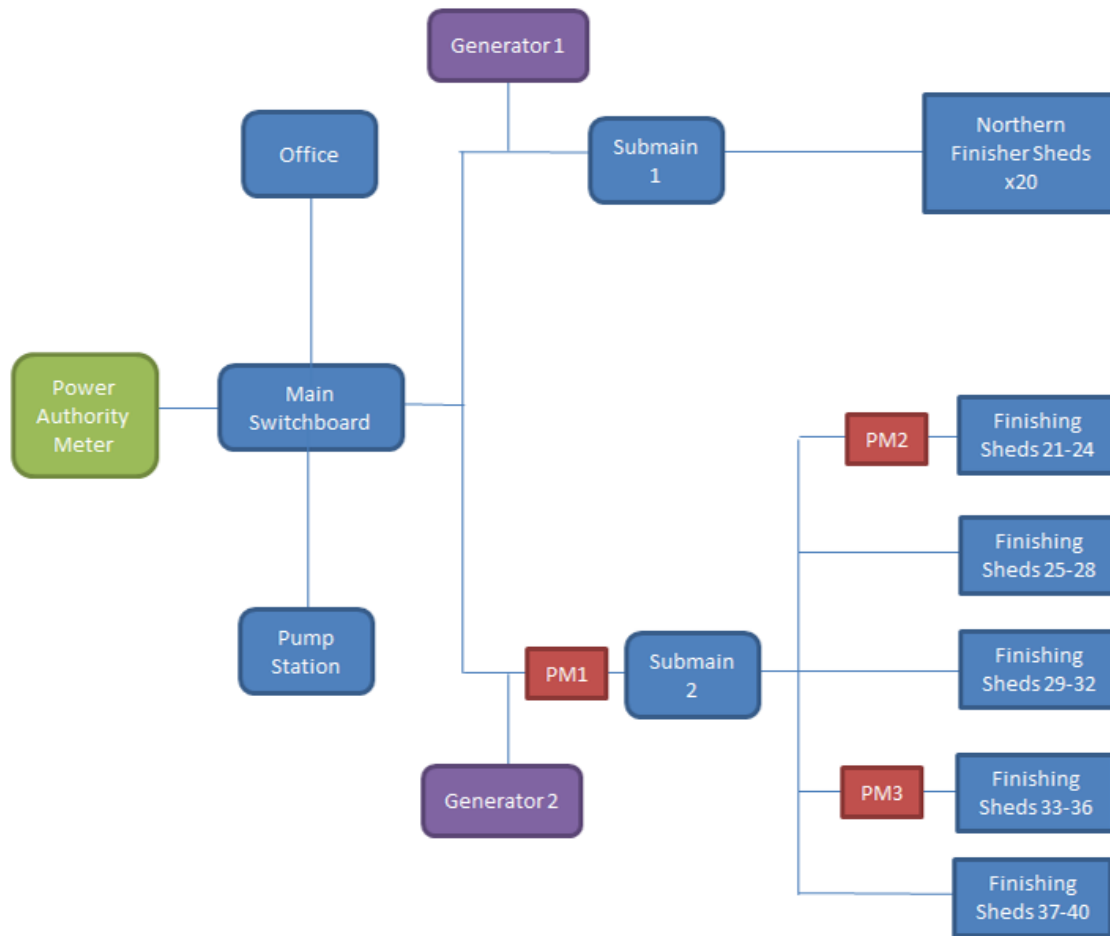 Generator 1
Office
Submain
1
Northern
Finisher Sheds
x20
Power
Authority
Meter
Main
Switchboard
PM2
Finishing
Sheds 21-24
Finishing
Sheds 25-28
Pump
Station
PM1
Submain
2
Finishing
Sheds 29-32
Generator 2
PM3
Finishing
Sheds 33-36
Finishing
Sheds 37-40